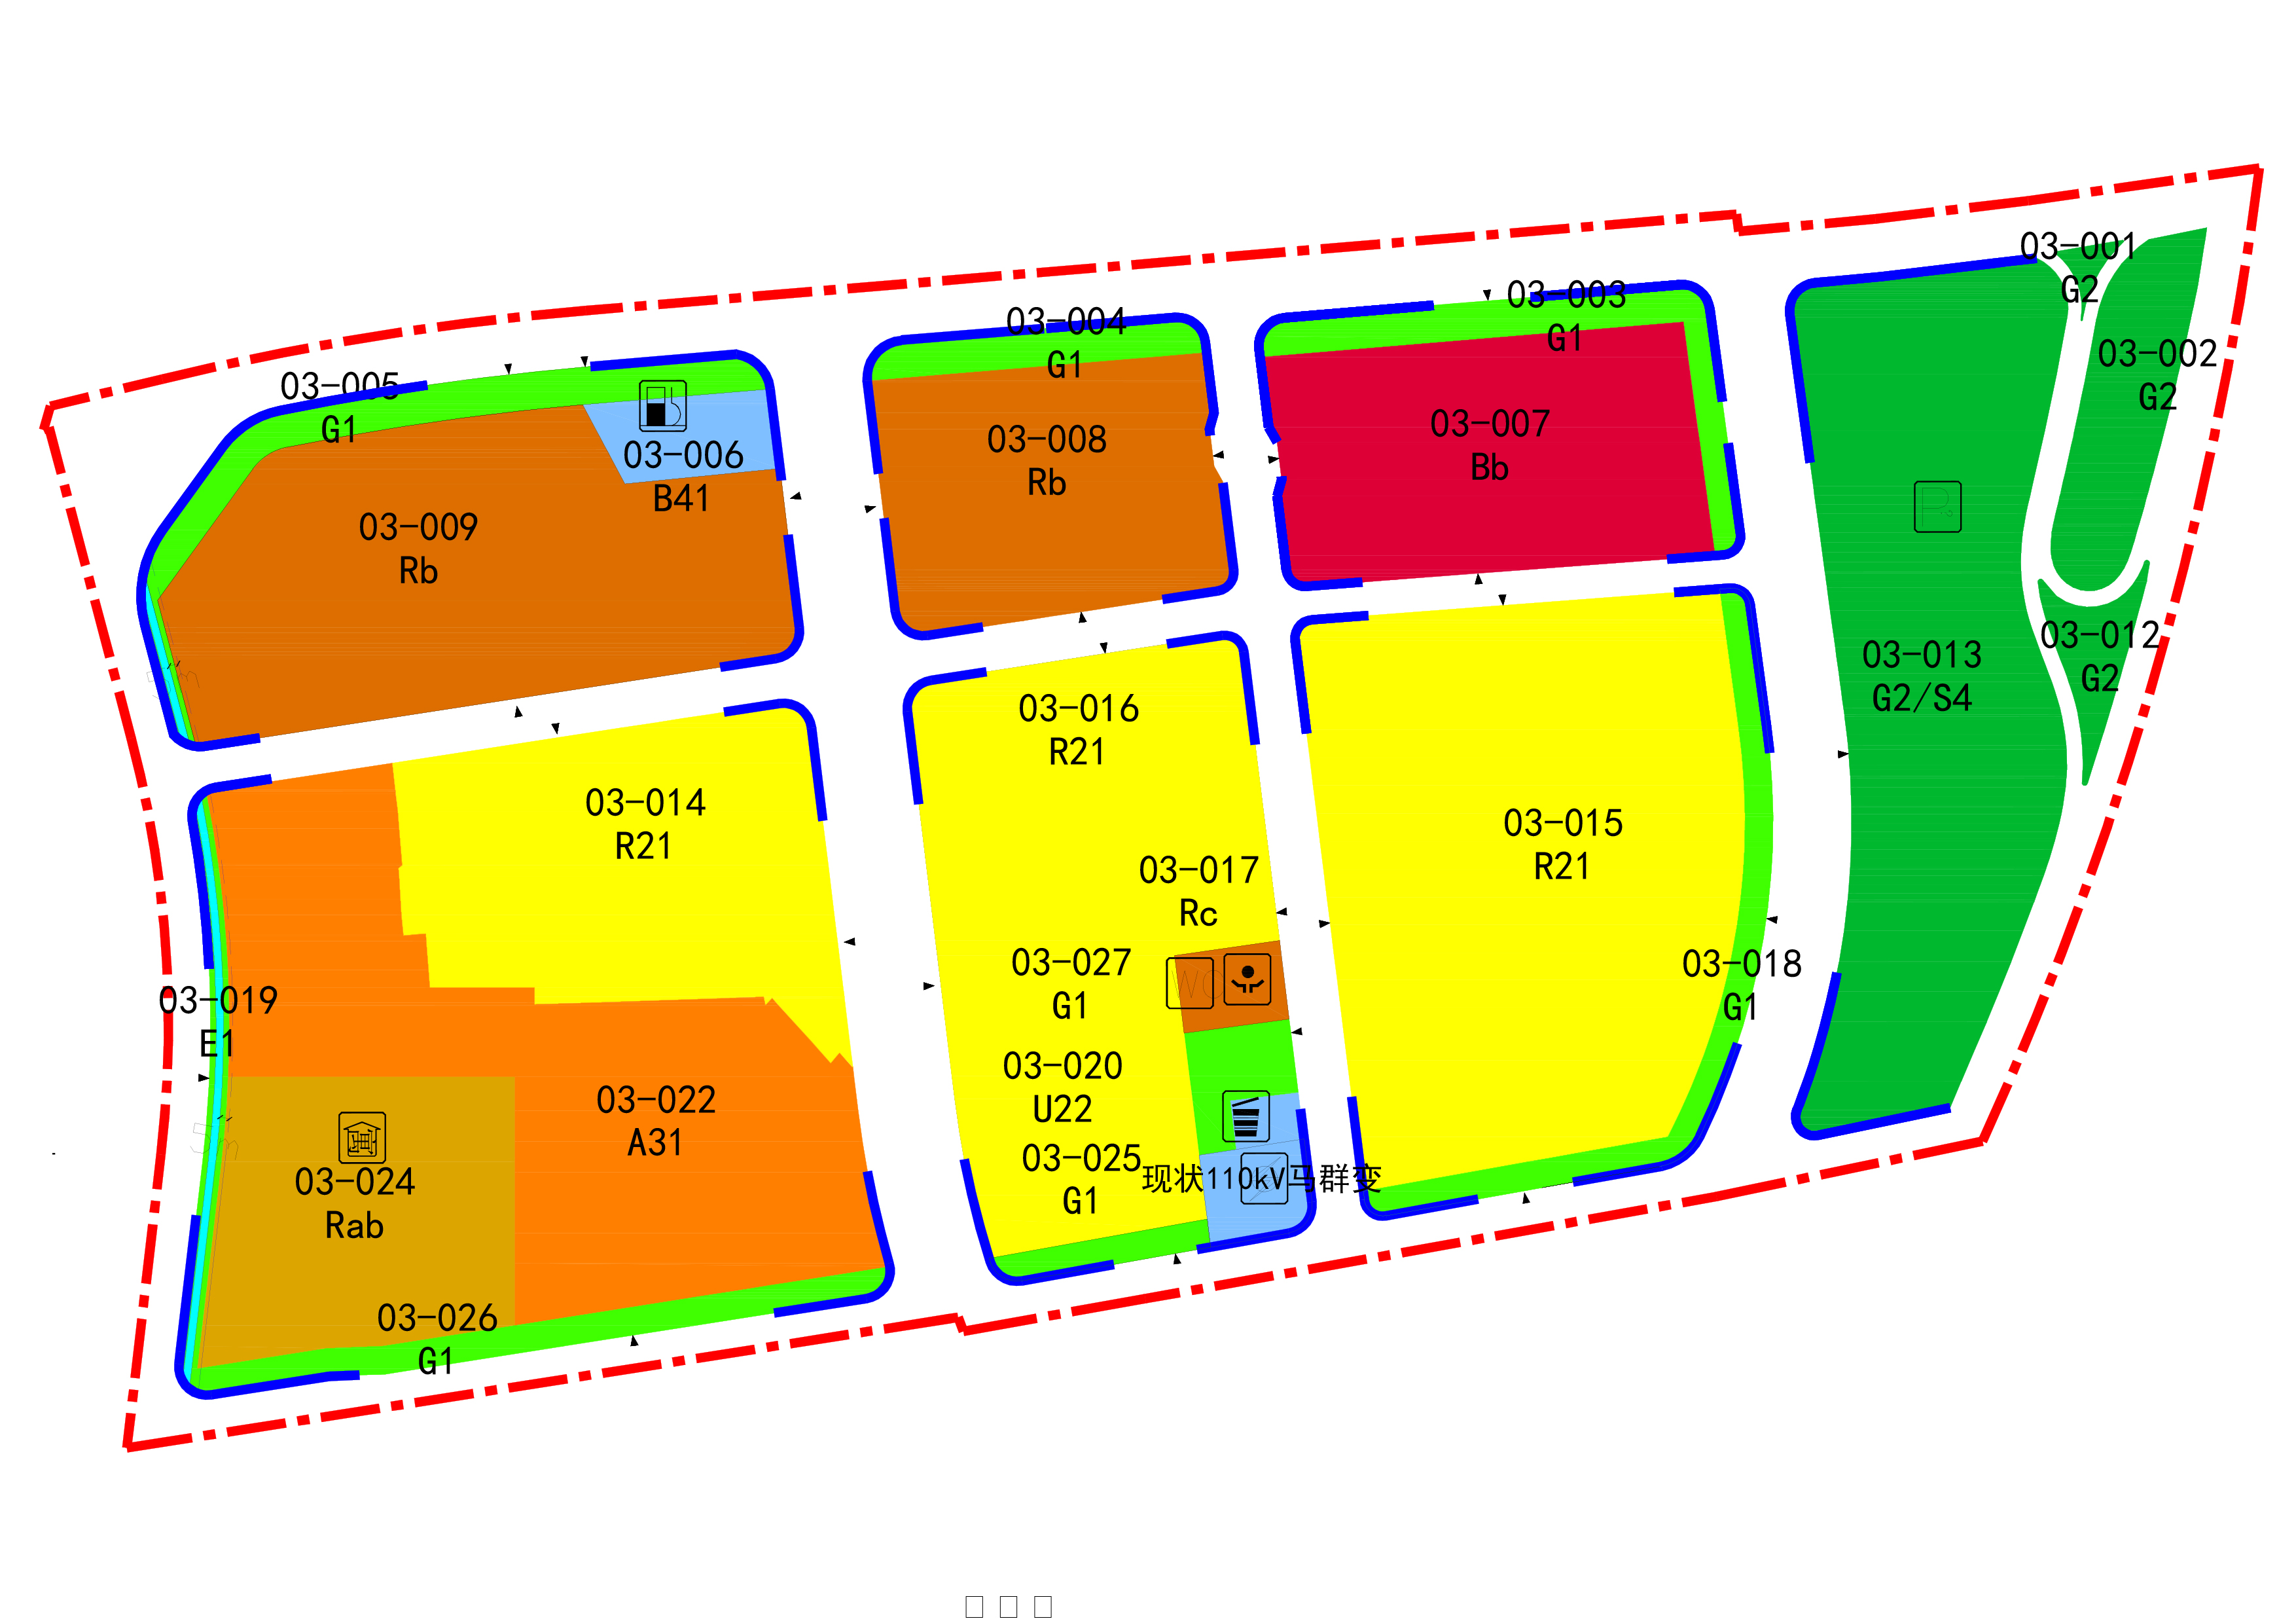 03-001
G2
03-003
G1
03-004
G1
03-002
G2
03-005
G1
03-007
Bb
03-008
Rb
03-006
B41
03-009
Rb
P
03-012
G2
03-013
G2/S4
03-016
R21
03-014
R21
03-015
R21
03-017
Rc
03-027
G1
WC
03-018
G1
03-019
E1
03-020
U22
03-022
A31
03-025
G1
现状110kV马群变
03-024
Rab
03-026
G1